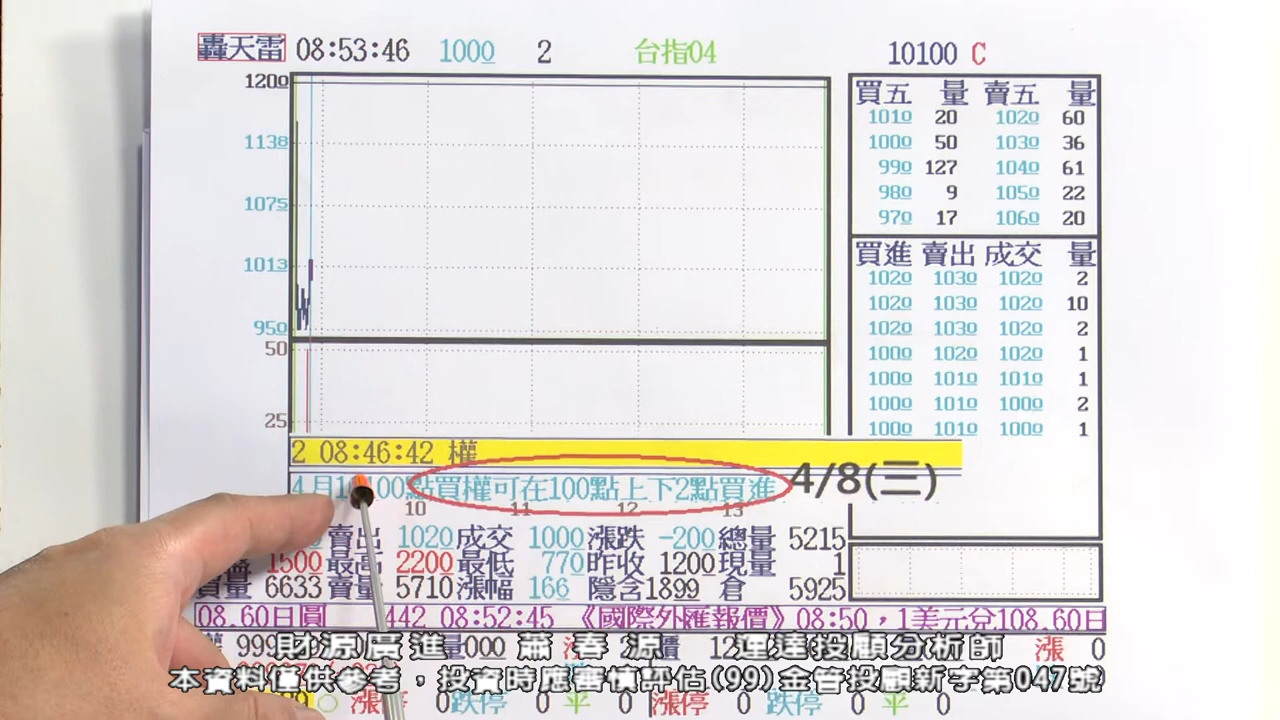 轟天雷 08:53:46 1000 2 台指04 10100 C
1200
1138
1075
1013
950
50
25
買五 量 賣五 量
1010 20 1020 60
1000 50 1030 36
990 127 1040 61
980 9 1050 22
970 17 1060 20
買進 賣出 成交 量
1020 1030 1020 2
1020 1030 1020 10
1020 1030 1020 2
1000 1020 1000 1
1000 1010 1010 1
1000 1010 1000 2
1000 1010 1000 1
2 08:46:42 權
4月 100點買權可在100點上下2點買進 4/8(三)
10 11 12 13
賣出 1020 成交 1000 漲跌 -200 總量 5215
1500 最高 2200 最低 770 昨收 1200 現量 1
量 6633 賣量 5710 漲幅 166 隱含 1899 倉 5925
08.60日圓 442 08:52:45 《國際外匯報價》08:50，1美元兌108.60日
財源廣進 蕭春源 運達投顧分析師
漲 0
本資料僅供參考，投資時應審慎評估(99)金管投顧新字第047號
漲停 0 跌停 0 平 0 漲停 0 跌停 0 平 0